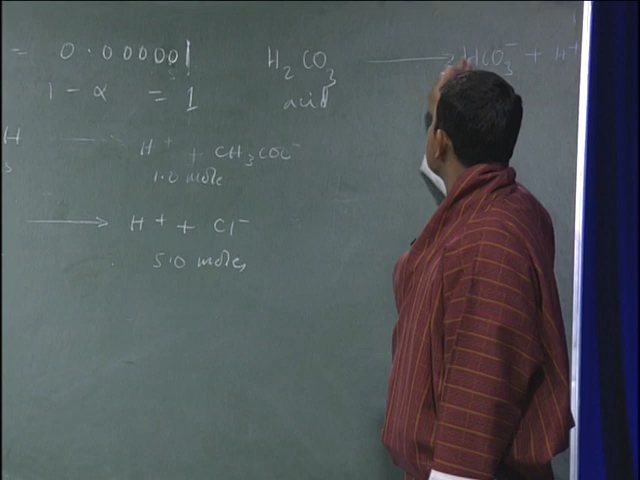 = 0.000001
H2CO3 → HCO3⁻ + H⁺
1 - α = 1
acid
H → H⁺ + CH3COO⁻
s
1.0 mole
→ H⁺ + Cl⁻
5.0 moles